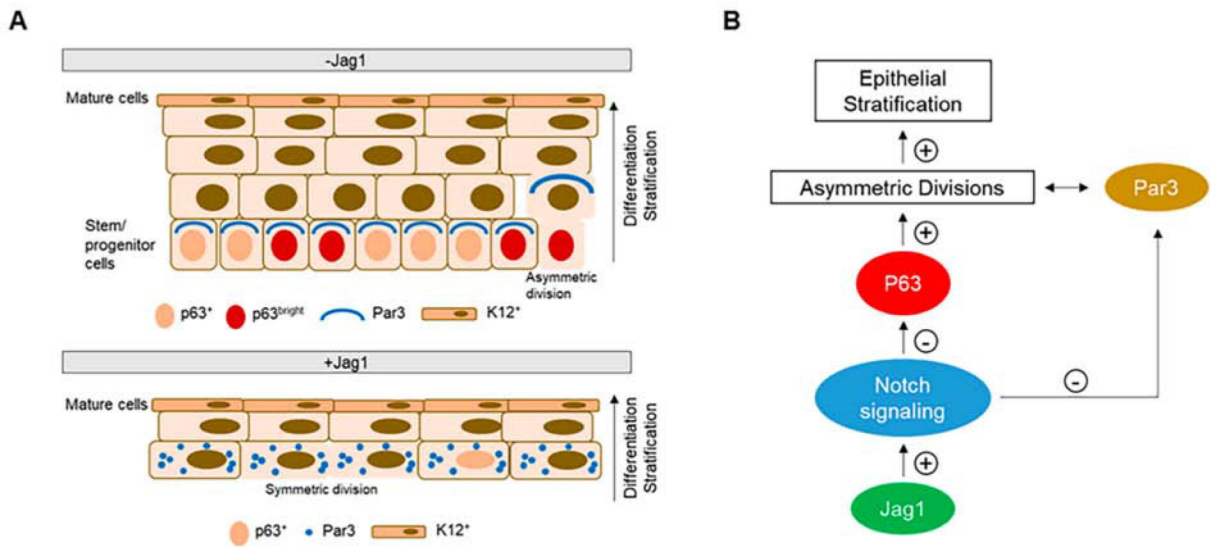 A
-Jag1
Mature cells
Differentiation
Stratification
Stem/
progenitor
cells
Asymmetric
division
p63⁺
p63ᵇʳⁱᵍʰᵗ
Par3
K12⁺
+Jag1
Mature cells
Differentiation
Stratification
Symmetric division
p63⁺
Par3
K12⁺
B
Epithelial
Stratification
+
Asymmetric Divisions
Par3
+
P63
-
Notch
signaling
-
+
Jag1